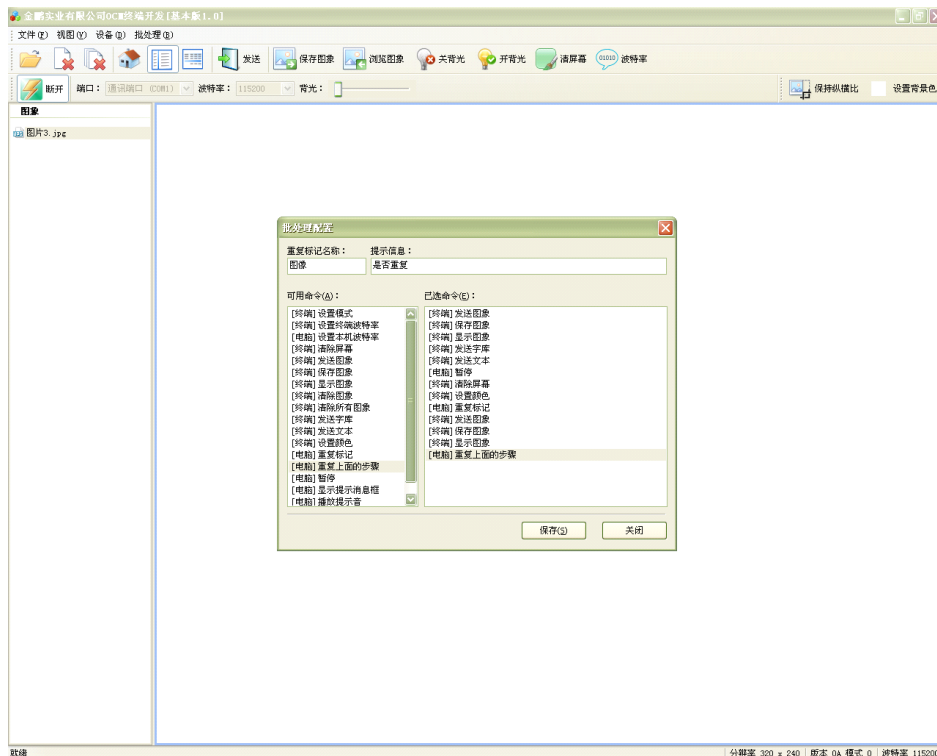 金鹏实业有限公司OCM终端开发[基本版1.0]
文件(F) 视图(V) 设备(D) 批处理(B)
发送 保存图象 浏览图象 关背光 开背光 清屏幕 01010 波特率
断开 端口： 通讯端口 (COM1) 波特率： 115200 背光： 保持纵横比 设置背景色
图象
图片3.jpg
批处理配置
重复标记名称： 提示信息：
图像 是否重复
可用命令(A)： 已选命令(E)：
[终端]设置模式 [终端]发送图象
[终端]设置终端波特率 [终端]保存图象
[电脑]设置本机波特率 [终端]显示图象
[终端]清除屏幕 [终端]发送字库
[终端]发送图象 [终端]发送文本
[终端]保存图象 [电脑]暂停
[终端]显示图象 [终端]清除屏幕
[终端]清除图象 [终端]设置颜色
[终端]清除所有图象 [电脑]重复标记
[终端]发送字库 [终端]发送图象
[终端]发送文本 [终端]保存图象
[终端]设置颜色 [终端]显示图象
[电脑]重复标记 [电脑]重复上面的步骤
[电脑]重复上面的步骤
[电脑]暂停
[电脑]显示提示消息框
[电脑]播放提示音
保存(S) 关闭
就绪 分辨率 320 x 240 版本 0A 模式 0 波特率 115200